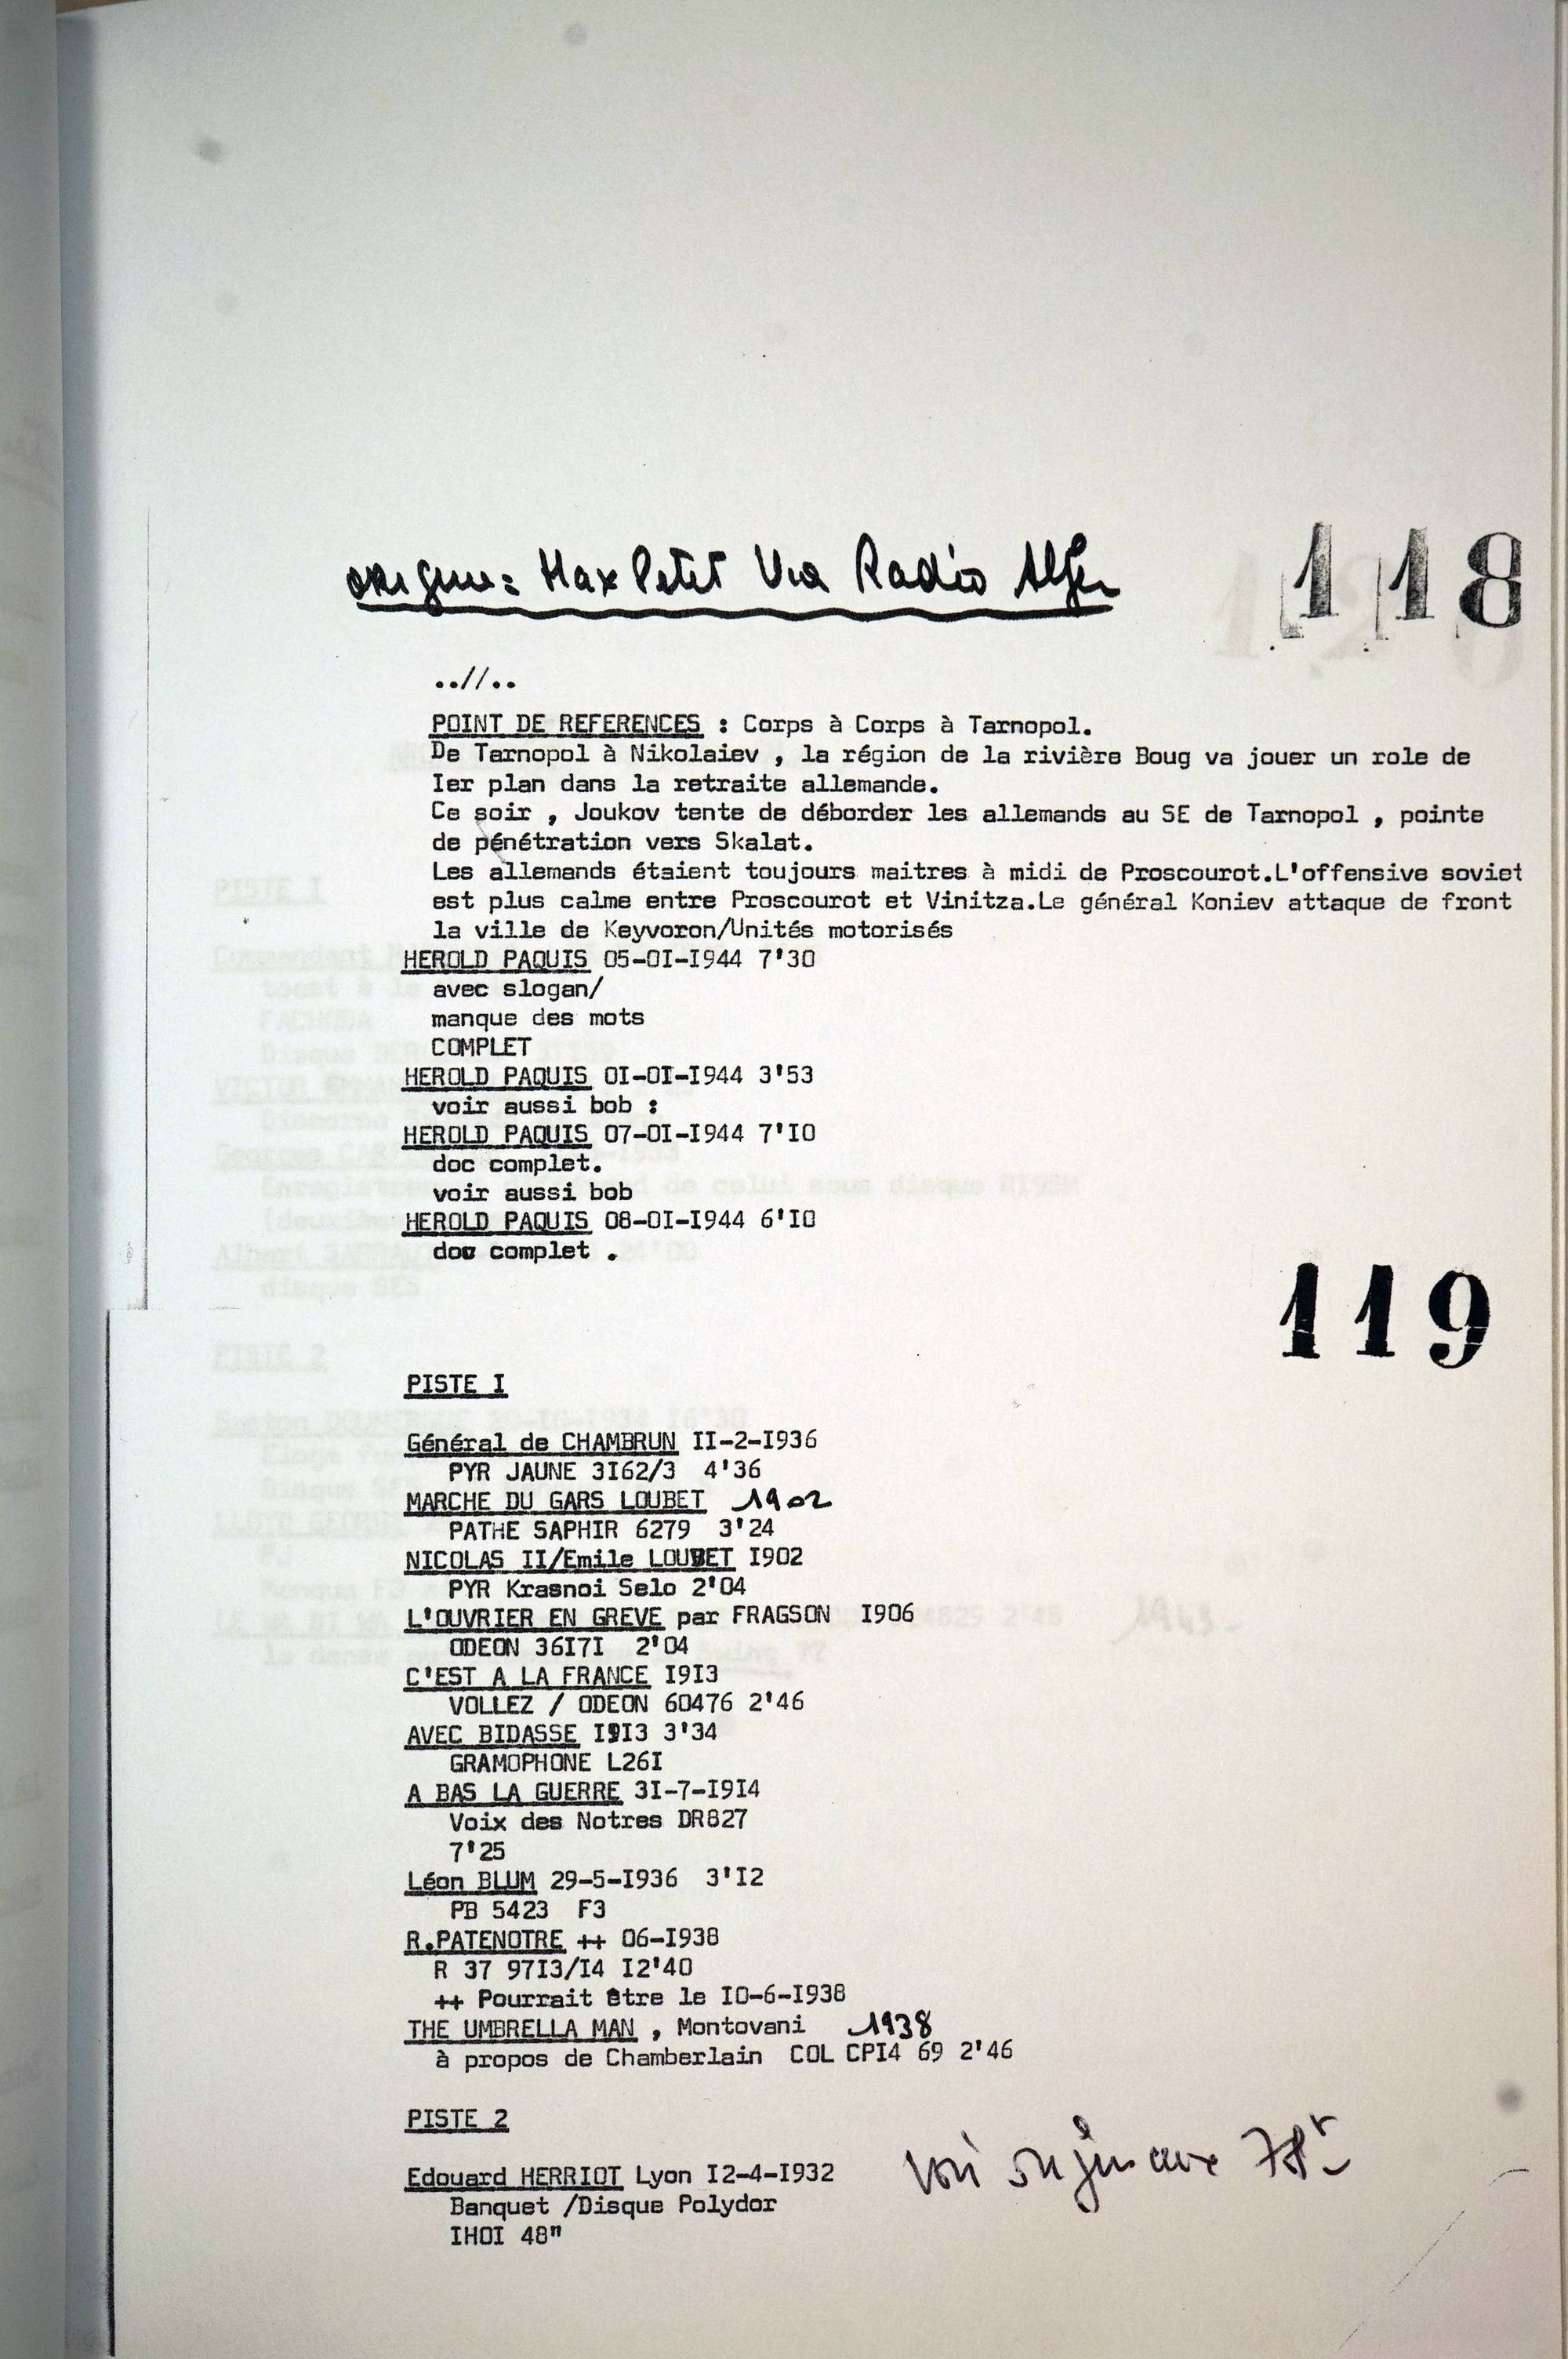 origine: Max Petit Via Radio Alger
118
..//..
POINT DE REFERENCES : Corps à Corps à Tarnopol.
De Tarnopol à Nikolaiev , la région de la rivière Boug va jouer un role de
Ier plan dans la retraite allemande.
Ce soir , Joukov tente de déborder les allemands au SE de Tarnopol , pointe
de pénétration vers Skalat.
Les allemands étaient toujours maitres à midi de Proscourot.L'offensive soviet
est plus calme entre Proscourot et Vinitza.Le général Koniev attaque de front
la ville de Keyvoron/Unités motorisés
HEROLD PAQUIS 05-OI-I944 7'30
avec slogan/
manque des mots
COMPLET
HEROLD PAQUIS OI-OI-I944 3'53
voir aussi bob :
HEROLD PAQUIS 07-OI-I944 7'IO
doc complet.
voir aussi bob
HEROLD PAQUIS 08-OI-I944 6'IO
doc complet .
119
PISTE I
Général de CHAMBRUN II-2-I936
PYR JAUNE 3I62/3 4'36
MARCHE DU GARS LOUBET 1902
PATHE SAPHIR 6279 3'24
NICOLAS II/Emile LOUBET I902
PYR Krasnoi Selo 2'04
L'OUVRIER EN GREVE par FRAGSON I906
ODEON 36I7I 2'04
C'EST A LA FRANCE I9I3
VOLLEZ / ODEON 60476 2'46
AVEC BIDASSE I9I3 3'34
GRAMOPHONE L26I
A BAS LA GUERRE 3I-7-I9I4
Voix des Notres DR827
7'25
Léon BLUM 29-5-I936 3'I2
PB 5423 F3
R.PATENOTRE ++ 06-I938
R 37 97I3/I4 I2'40
++ Pourrait être le IO-6-I938
THE UMBRELLA MAN , Montovani 1938
à propos de Chamberlain COL CPI4 69 2'46
PISTE 2
Edouard HERRIOT Lyon I2-4-I932
voir originaux 78r
Banquet /Disque Polydor
IHOI 48"